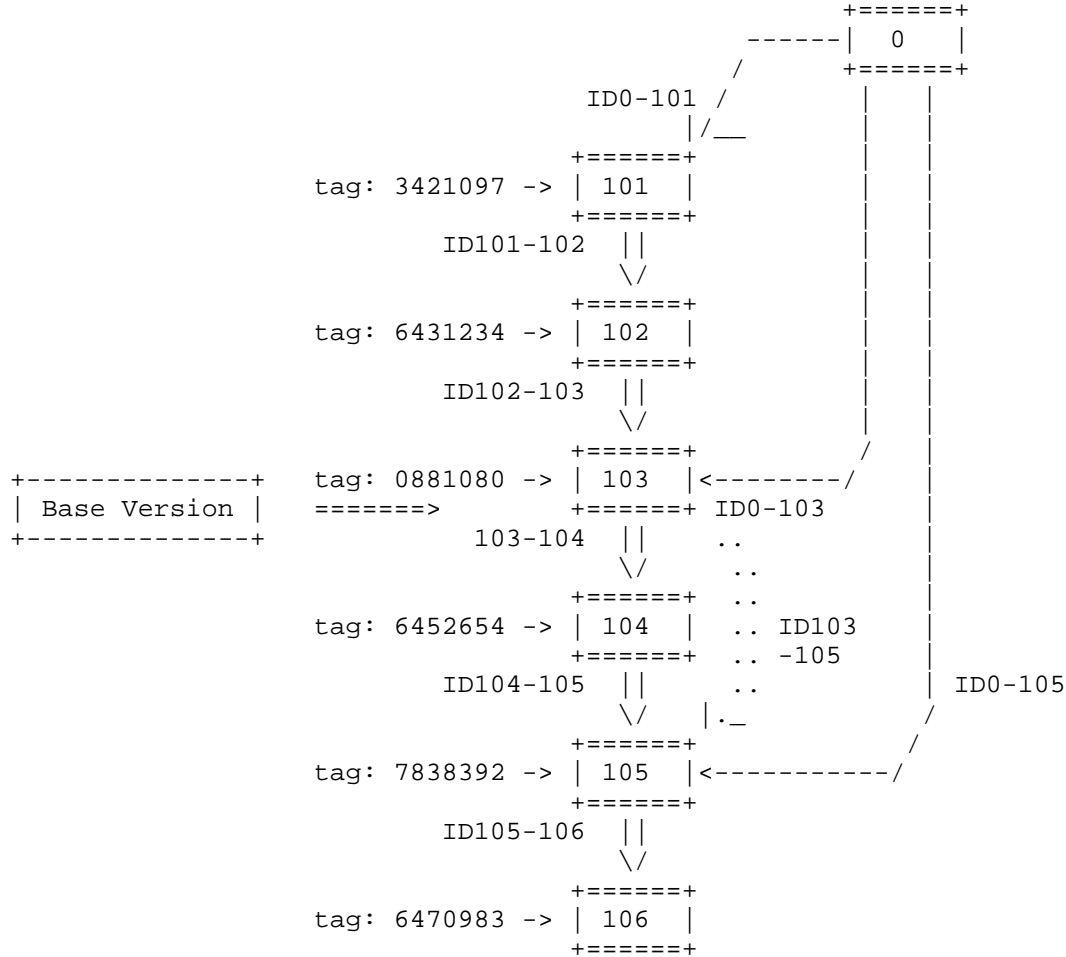 0
ID0-101
tag: 3421097 -> 101
ID101-102
tag: 6431234 -> 102
ID102-103
tag: 0881080 -> 103
Base Version =======> ID0-103
103-104
tag: 6452654 -> 104 ID103
-105
ID104-105 ID0-105
tag: 7838392 -> 105
ID105-106
tag: 6470983 -> 106